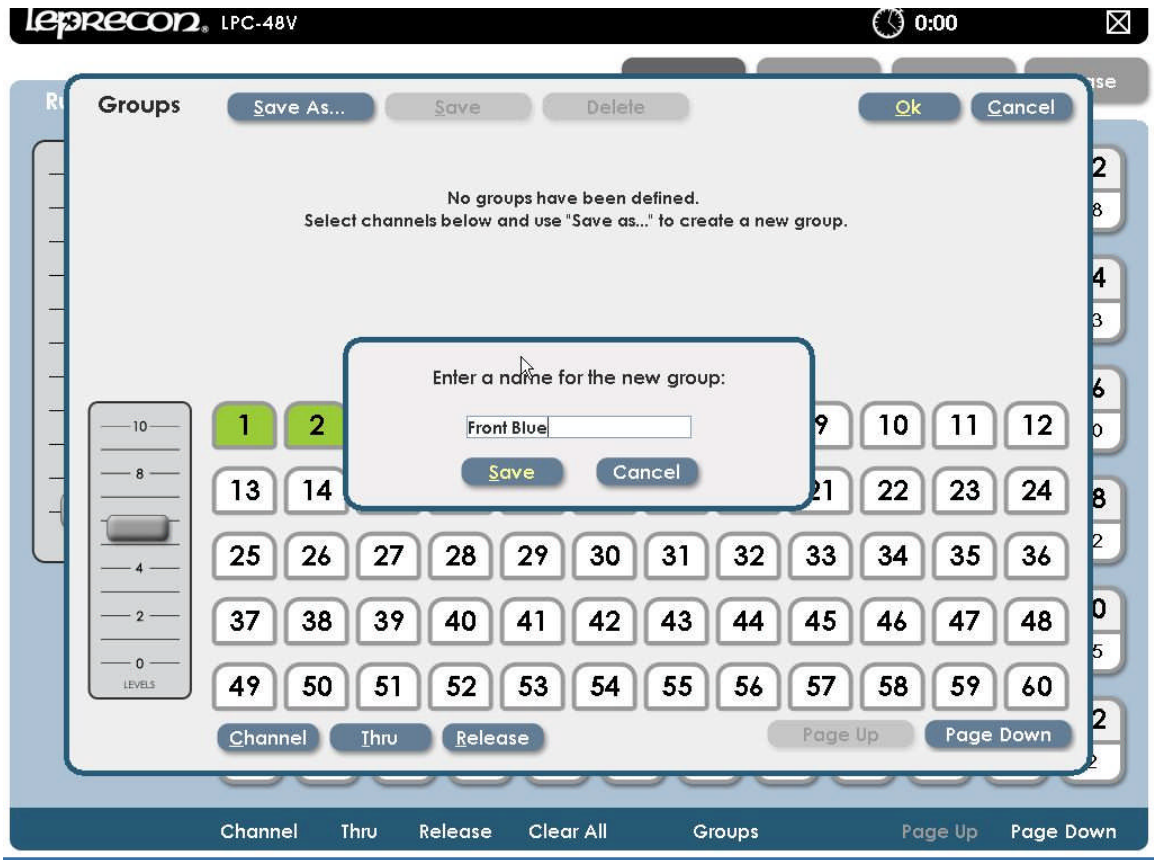 leprecon® LPC-48V 0:00
Groups Save As... Save Delete Ok Cancel
No groups have been defined.
Select channels below and use "Save as..." to create a new group.
Enter a name for the new group:
Front Blue
Save Cancel
10
8
4
2
0
LEVELS
1 2 9 10 11 12
13 14 21 22 23 24
25 26 27 28 29 30 31 32 33 34 35 36
37 38 39 40 41 42 43 44 45 46 47 48
49 50 51 52 53 54 55 56 57 58 59 60
Channel Thru Release Page Up Page Down
Channel Thru Release Clear All Groups Page Up Page Down